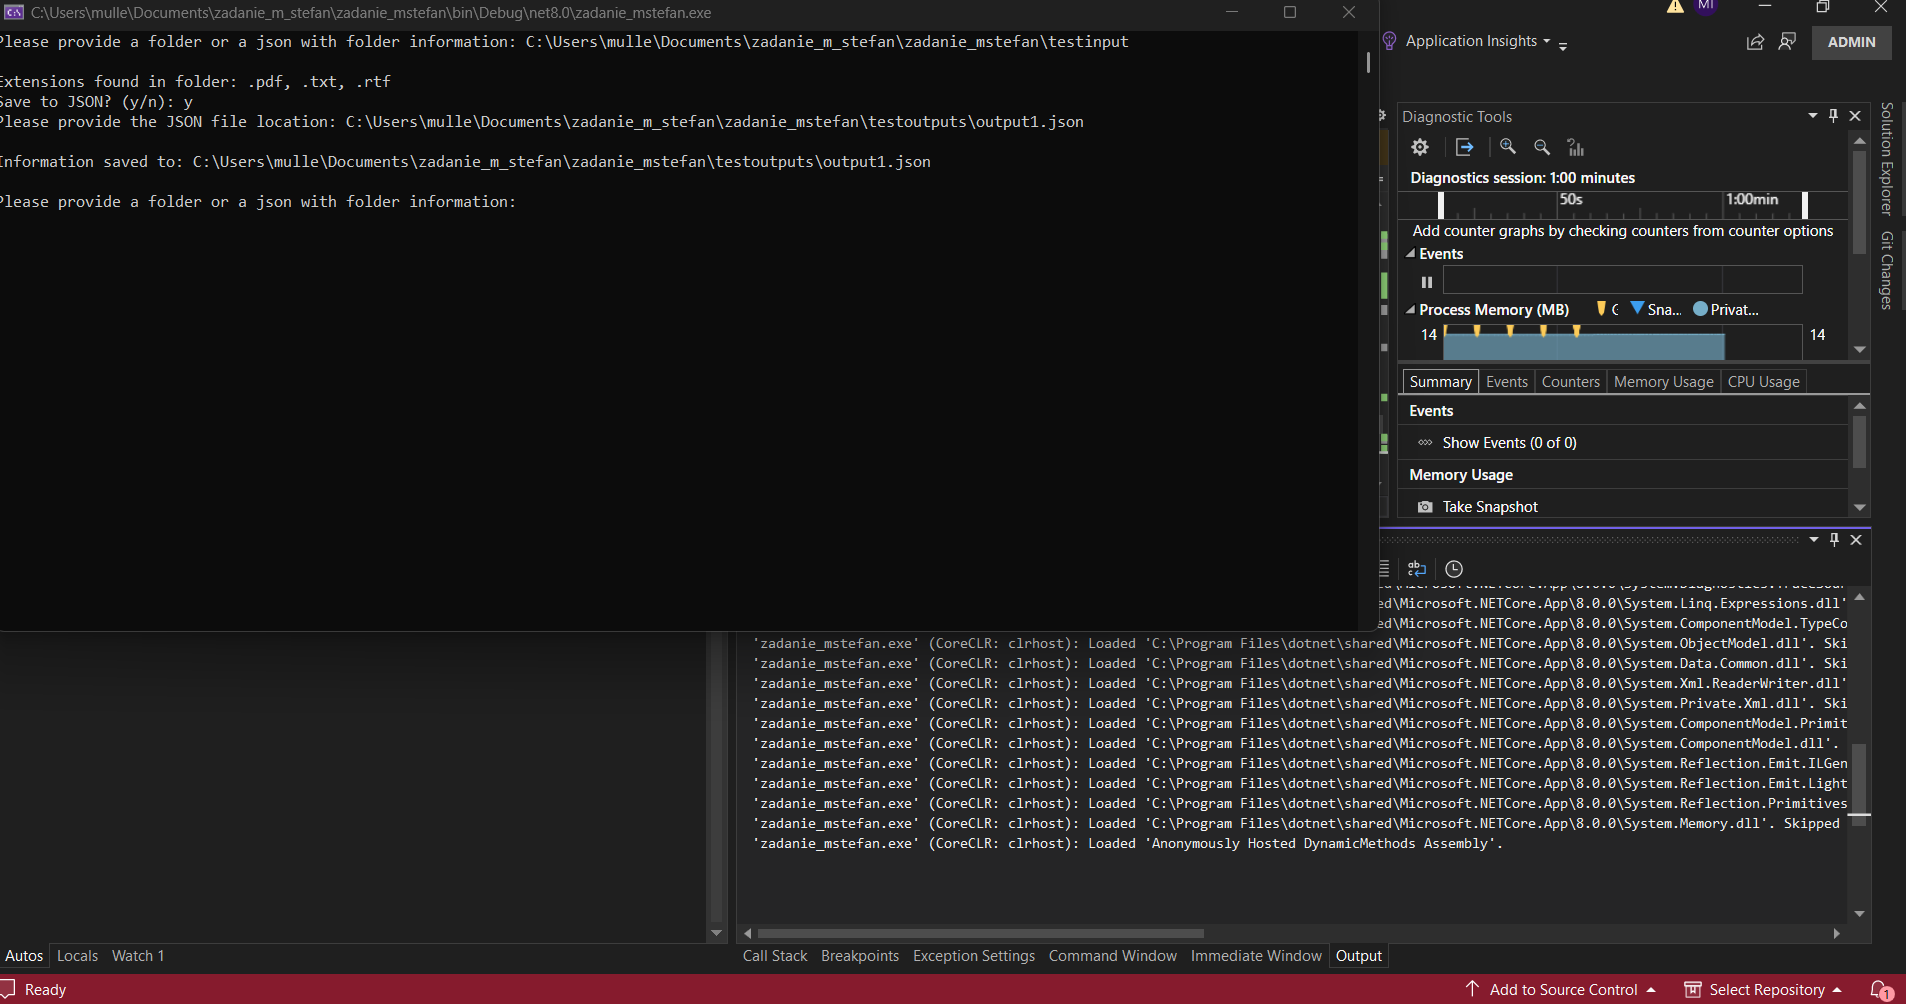 C:\Users\mulle\Documents\zadanie_m_stefan\zadanie_mstefan\bin\Debug\net8.0\zadanie_mstefan.exe
Please provide a folder or a json with folder information: C:\Users\mulle\Documents\zadanie_m_stefan\zadanie_mstefan\testinput
Extensions found in folder: .pdf, .txt, .rtf
Save to JSON? (y/n): y
Please provide the JSON file location: C:\Users\mulle\Documents\zadanie_m_stefan\zadanie_mstefan\testoutputs\output1.json
Information saved to: C:\Users\mulle\Documents\zadanie_m_stefan\zadanie_mstefan\testoutputs\output1.json
Please provide a folder or a json with folder information:
MI
Application Insights
ADMIN
Diagnostic Tools
Diagnostics session: 1:00 minutes
50s 1:00min
Add counter graphs by checking counters from counter options
Events
Process Memory (MB) G Sna... Privat...
14 14
Summary Events Counters Memory Usage CPU Usage
Events
Show Events (0 of 0)
Memory Usage
Take Snapshot
Solution Explorer
Git Changes
ed\Microsoft.NETCore.App\8.0.0\System.Linq.Expressions.dll'
ed\Microsoft.NETCore.App\8.0.0\System.ComponentModel.TypeCo
'zadanie_mstefan.exe' (CoreCLR: clrhost): Loaded 'C:\Program Files\dotnet\shared\Microsoft.NETCore.App\8.0.0\System.ObjectModel.dll'. Ski
'zadanie_mstefan.exe' (CoreCLR: clrhost): Loaded 'C:\Program Files\dotnet\shared\Microsoft.NETCore.App\8.0.0\System.Data.Common.dll'. Ski
'zadanie_mstefan.exe' (CoreCLR: clrhost): Loaded 'C:\Program Files\dotnet\shared\Microsoft.NETCore.App\8.0.0\System.Xml.ReaderWriter.dll'
'zadanie_mstefan.exe' (CoreCLR: clrhost): Loaded 'C:\Program Files\dotnet\shared\Microsoft.NETCore.App\8.0.0\System.Private.Xml.dll'. Ski
'zadanie_mstefan.exe' (CoreCLR: clrhost): Loaded 'C:\Program Files\dotnet\shared\Microsoft.NETCore.App\8.0.0\System.ComponentModel.Primit
'zadanie_mstefan.exe' (CoreCLR: clrhost): Loaded 'C:\Program Files\dotnet\shared\Microsoft.NETCore.App\8.0.0\System.ComponentModel.dll'.
'zadanie_mstefan.exe' (CoreCLR: clrhost): Loaded 'C:\Program Files\dotnet\shared\Microsoft.NETCore.App\8.0.0\System.Reflection.Emit.ILGen
'zadanie_mstefan.exe' (CoreCLR: clrhost): Loaded 'C:\Program Files\dotnet\shared\Microsoft.NETCore.App\8.0.0\System.Reflection.Emit.Light
'zadanie_mstefan.exe' (CoreCLR: clrhost): Loaded 'C:\Program Files\dotnet\shared\Microsoft.NETCore.App\8.0.0\System.Reflection.Primitives
'zadanie_mstefan.exe' (CoreCLR: clrhost): Loaded 'C:\Program Files\dotnet\shared\Microsoft.NETCore.App\8.0.0\System.Memory.dll'. Skipped
'zadanie_mstefan.exe' (CoreCLR: clrhost): Loaded 'Anonymously Hosted DynamicMethods Assembly'.
Autos Locals Watch 1
Call Stack Breakpoints Exception Settings Command Window Immediate Window Output
Ready
Add to Source Control Select Repository 1